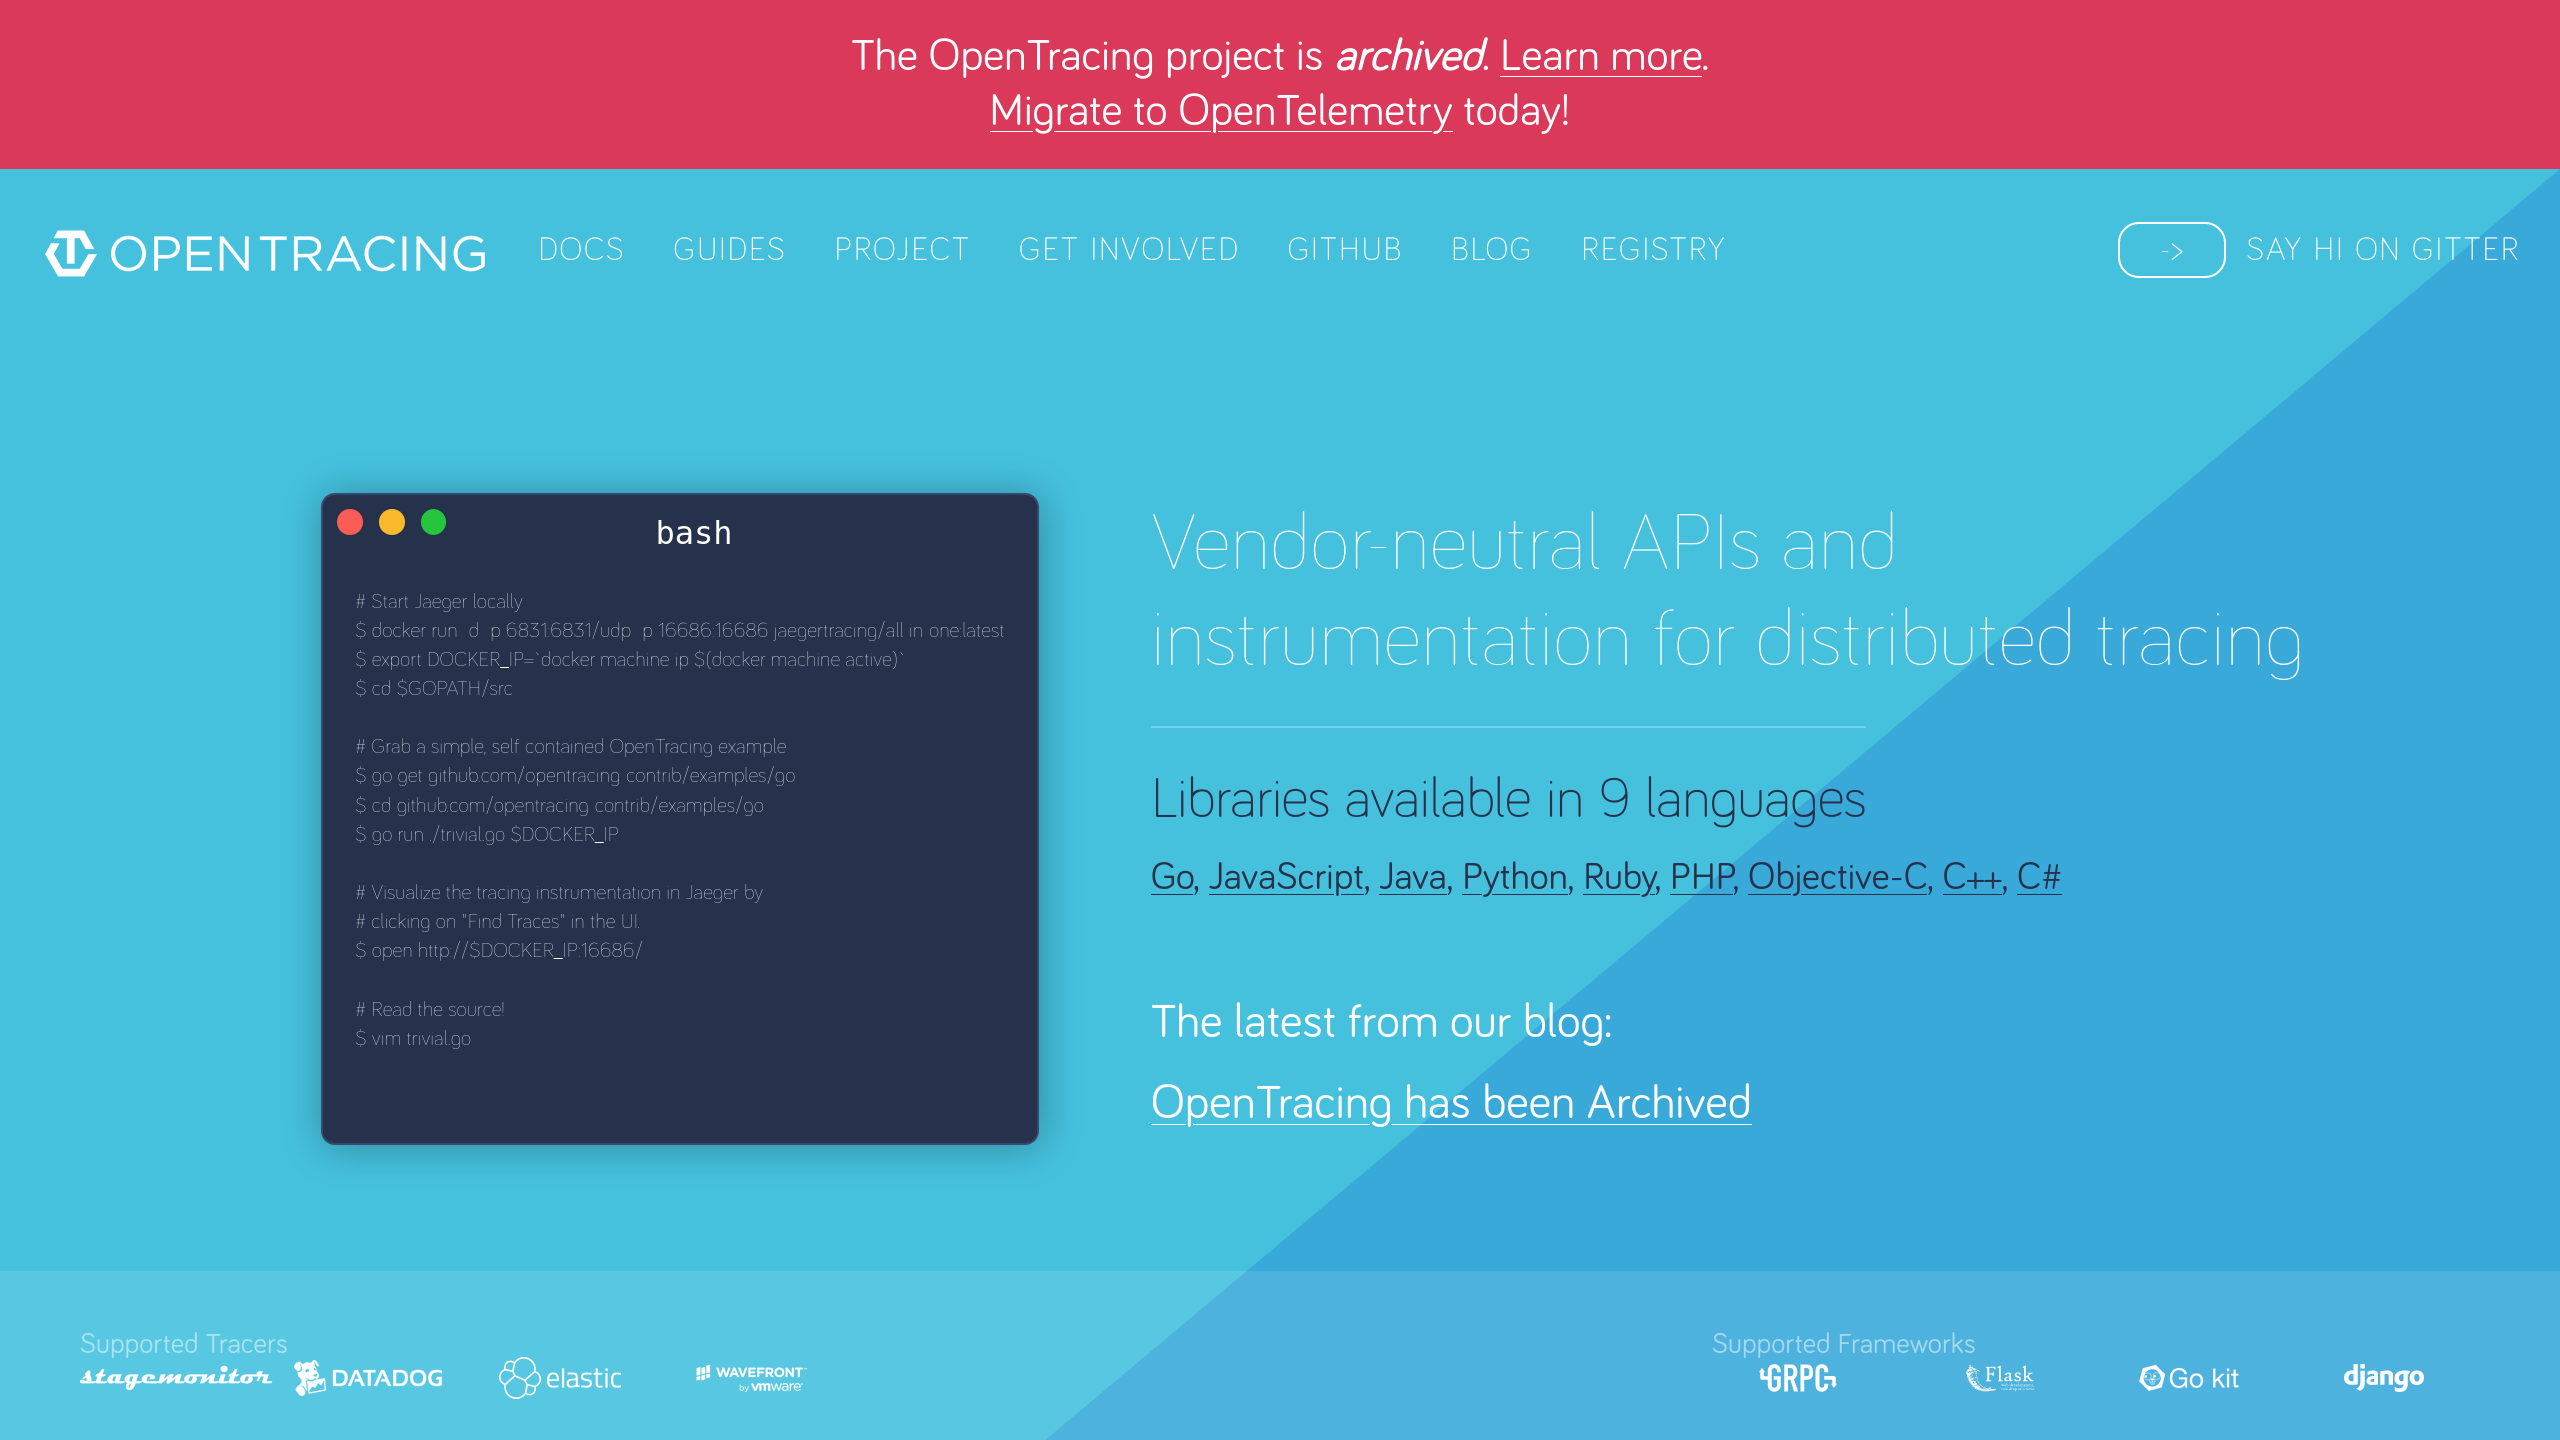 The OpenTracing project is archived. Learn more.
Migrate to OpenTelemetry today!
OPENTRACING DOCS GUIDES PROJECT GET INVOLVED GITHUB BLOG REGISTRY -> SAY HI ON GITTER
bash
# Start Jaeger locally
$ docker run d p 6831:6831/udp p 16686:16686 jaegertracing/all in one:latest
$ export DOCKER_IP=`docker machine ip $(docker machine active)`
$ cd $GOPATH/src
# Grab a simple, self contained OpenTracing example
$ go get github.com/opentracing contrib/examples/go
$ cd github.com/opentracing contrib/examples/go
$ go run ./trivial.go $DOCKER_IP
# Visualize the tracing instrumentation in Jaeger by
# clicking on "Find Traces" in the UI.
$ open http://$DOCKER_IP:16686/
# Read the source!
$ vim trivial.go
Vendor-neutral APIs and
instrumentation for distributed tracing
Libraries available in 9 languages
Go, JavaScript, Java, Python, Ruby, PHP, Objective-C, C++, C#
The latest from our blog:
OpenTracing has been Archived
Supported Tracers
stagemonitor DATADOG elastic WAVEFRONT
by vmware
Supported Frameworks
GRPC Flask Go kit django